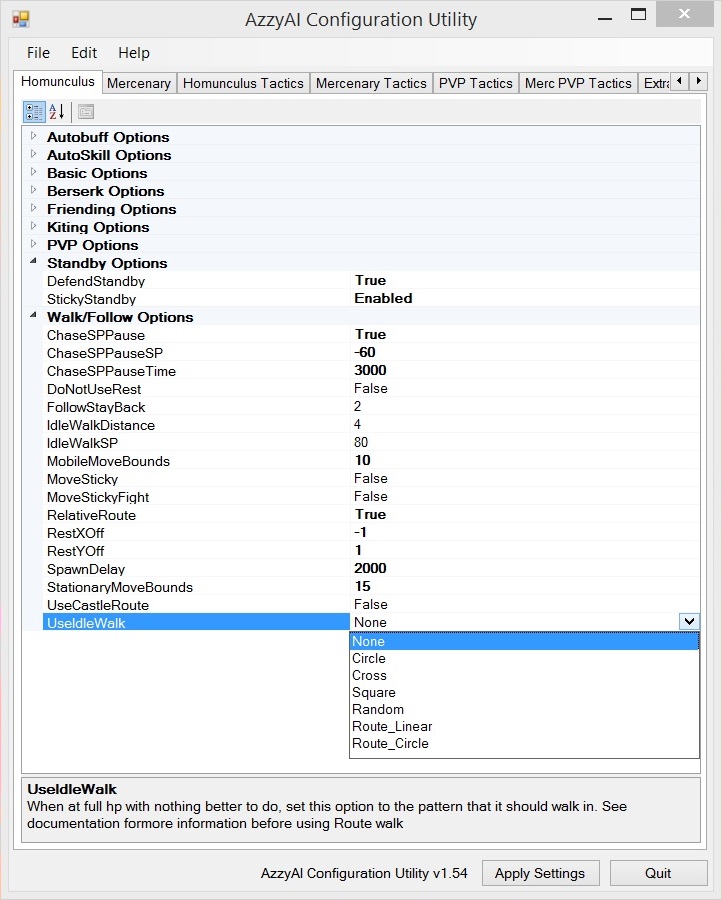 AzzyAI Configuration Utility
File Edit Help
Homunculus Mercenary Homunculus Tactics Mercenary Tactics PVP Tactics Merc PVP Tactics Extra
Autobuff Options
AutoSkill Options
Basic Options
Berserk Options
Friending Options
Kiting Options
PVP Options
Standby Options
DefendStandby True
StickyStandby Enabled
Walk/Follow Options
ChaseSPPause True
ChaseSPPauseSP -60
ChaseSPPauseTime 3000
DoNotUseRest False
FollowStayBack 2
IdleWalkDistance 4
IdleWalkSP 80
MobileMoveBounds 10
MoveSticky False
MoveStickyFight False
RelativeRoute True
RestXOff -1
RestYOff 1
SpawnDelay 2000
StationaryMoveBounds 15
UseCastleRoute False
UseIdleWalk None
None
Circle
Cross
Square
Random
Route_Linear
Route_Circle
UseIdleWalk
When at full hp with nothing better to do, set this option to the pattern that it should walk in. See
documentation formore information before using Route walk
AzzyAI Configuration Utility v1.54 Apply Settings Quit